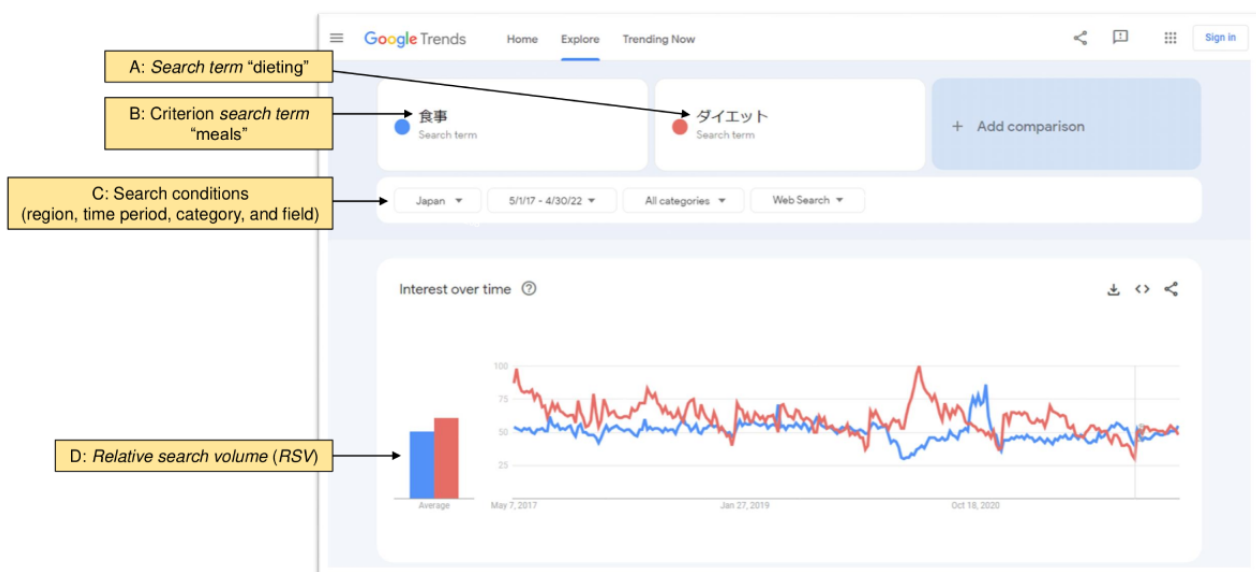 Google Trends
Home
Explore
Trending Now
Sign in
A: Search term “dieting”
B: Criterion search term
“meals”
食事
Search term
ダイエット
Search term
+ Add comparison
C: Search conditions
(region, time period, category, and field)
Japan
5/1/17 - 4/30/22
All categories
Web Search
Interest over time
100
75
50
25
D: Relative search volume (RSV)
Average
May 7, 2017
Jan 27, 2019
Oct 18, 2020